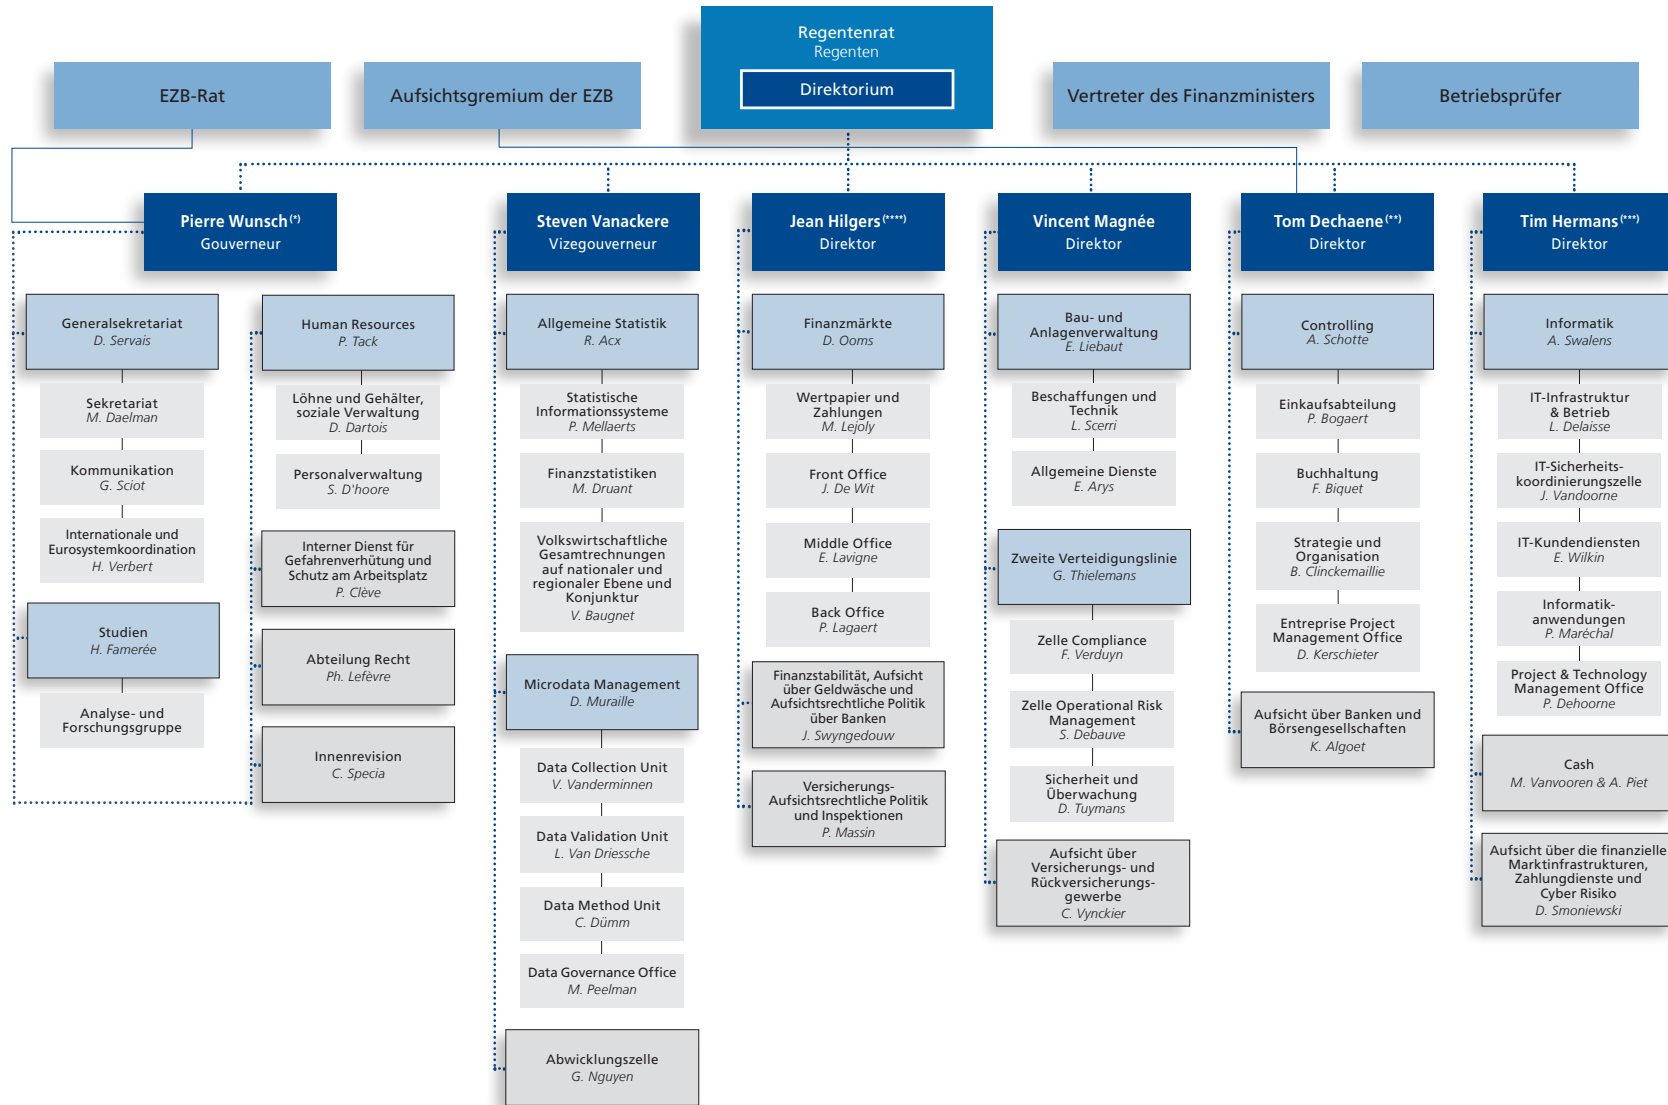 Regentenrat
Regenten
Direktorium
EZB-Rat
Aufsichtsgremium der EZB
Vertreter des Finanzministers
Betriebsprüfer
Pierre Wunsch (*)
Gouverneur
Generalsekretariat
D. Servais
Sekretariat
M. Daelman
Kommunikation
G. Sciot
Internationale und
Eurosystemkoordination
H. Verbert
Studien
H. Famerée
Analyse- und
Forschungsgruppe
Human Resources
P. Tack
Löhne und Gehälter,
soziale Verwaltung
D. Dartois
Personalverwaltung
S. D'hoore
Interner Dienst für
Gefahrenverhütung und
Schutz am Arbeitsplatz
P. Clève
Abteilung Recht
Ph. Lefèvre
Innenrevision
C. Specia
Steven Vanackere
Vizegouverneur
Allgemeine Statistik
R. Acx
Statistische
Informationssysteme
P. Mellaerts
Finanzstatistiken
M. Druant
Volkswirtschaftliche
Gesamtrechnungen
auf nationaler und
regionaler Ebene und
Konjunktur
V. Baugnet
Microdata Management
D. Muraille
Data Collection Unit
V. Vanderminnen
Data Validation Unit
L. Van Driessche
Data Method Unit
C. Dümm
Data Governance Office
M. Peelman
Abwicklungszelle
G. Nguyen
Jean Hilgers (****)
Direktor
Finanzmärkte
D. Ooms
Wertpapier und
Zahlungen
M. Lejoly
Front Office
J. De Wit
Middle Office
E. Lavigne
Back Office
P. Lagaert
Finanzstabilität, Aufsicht
über Geldwäsche und
Aufsichtsrechtliche Politik
über Banken
J. Swyngedouw
Versicherungs-
Aufsichtsrechtliche Politik
und Inspektionen
P. Massin
Vincent Magnée
Direktor
Bau- und
Anlagenverwaltung
E. Liebaut
Beschaffungen und
Technik
L. Scerri
Allgemeine Dienste
E. Arys
Zweite Verteidigungslinie
G. Thielemans
Zelle Compliance
F. Verduyn
Zelle Operational Risk
Management
S. Debauve
Sicherheit und
Überwachung
D. Tuymans
Aufsicht über
Versicherungs- und
Rückversicherungs-
gewerbe
C. Vynckier
Tom Dechaene (**)
Direktor
Controlling
A. Schotte
Einkaufsabteilung
P. Bogaert
Buchhaltung
F. Biquet
Strategie und
Organisation
B. Clinckemaillie
Entreprise Project
Management Office
D. Kerschieter
Aufsicht über Banken und
Börsengesellschaften
K. Algoet
Tim Hermans (***)
Direktor
Informatik
A. Swalens
IT-Infrastruktur
& Betrieb
L. Delaisse
IT-Sicherheits-
koordinierungszelle
J. Vandoorne
IT-Kundendiensten
E. Wilkin
Informatik-
anwendungen
P. Maréchal
Project & Technology
Management Office
P. Dehoorne
Cash
M. Vanvooren & A. Piet
Aufsicht über die finanzielle
Marktinfrastrukturen,
Zahlungdienste und
Cyber Risiko
D. Smoniewski